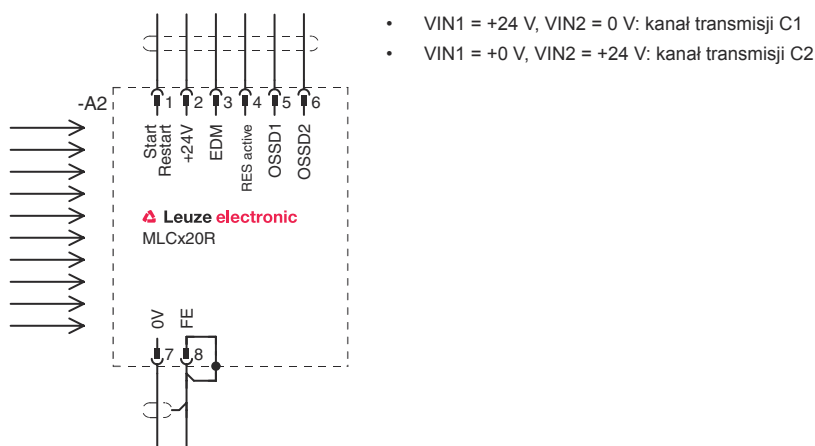 • VIN1 = +24 V, VIN2 = 0 V: kanał transmisji C1
• VIN1 = +0 V, VIN2 = +24 V: kanał transmisji C2
-A2
1 2 3 4 5 6
Start
Restart
+24V
EDM
RES active
OSSD1
OSSD2
Leuze electronic
MLCx20R
0V
FE
7 8